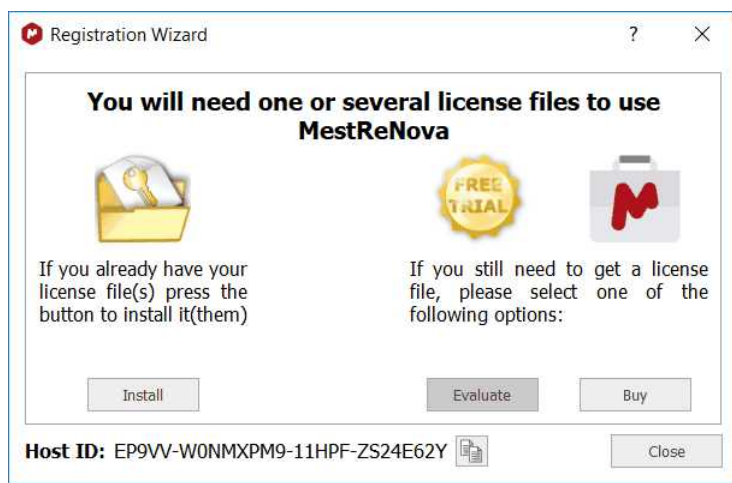 Registration Wizard
You will need one or several license files to use
MestReNova
FREE
TRIAL
If you already have your
license file(s) press the
button to install it(them)
If you still need to get a license
file, please select one of the
following options:
Install
Evaluate
Buy
Host ID: EP9VV-W0NMXPM9-11HPF-ZS24E62Y
Close